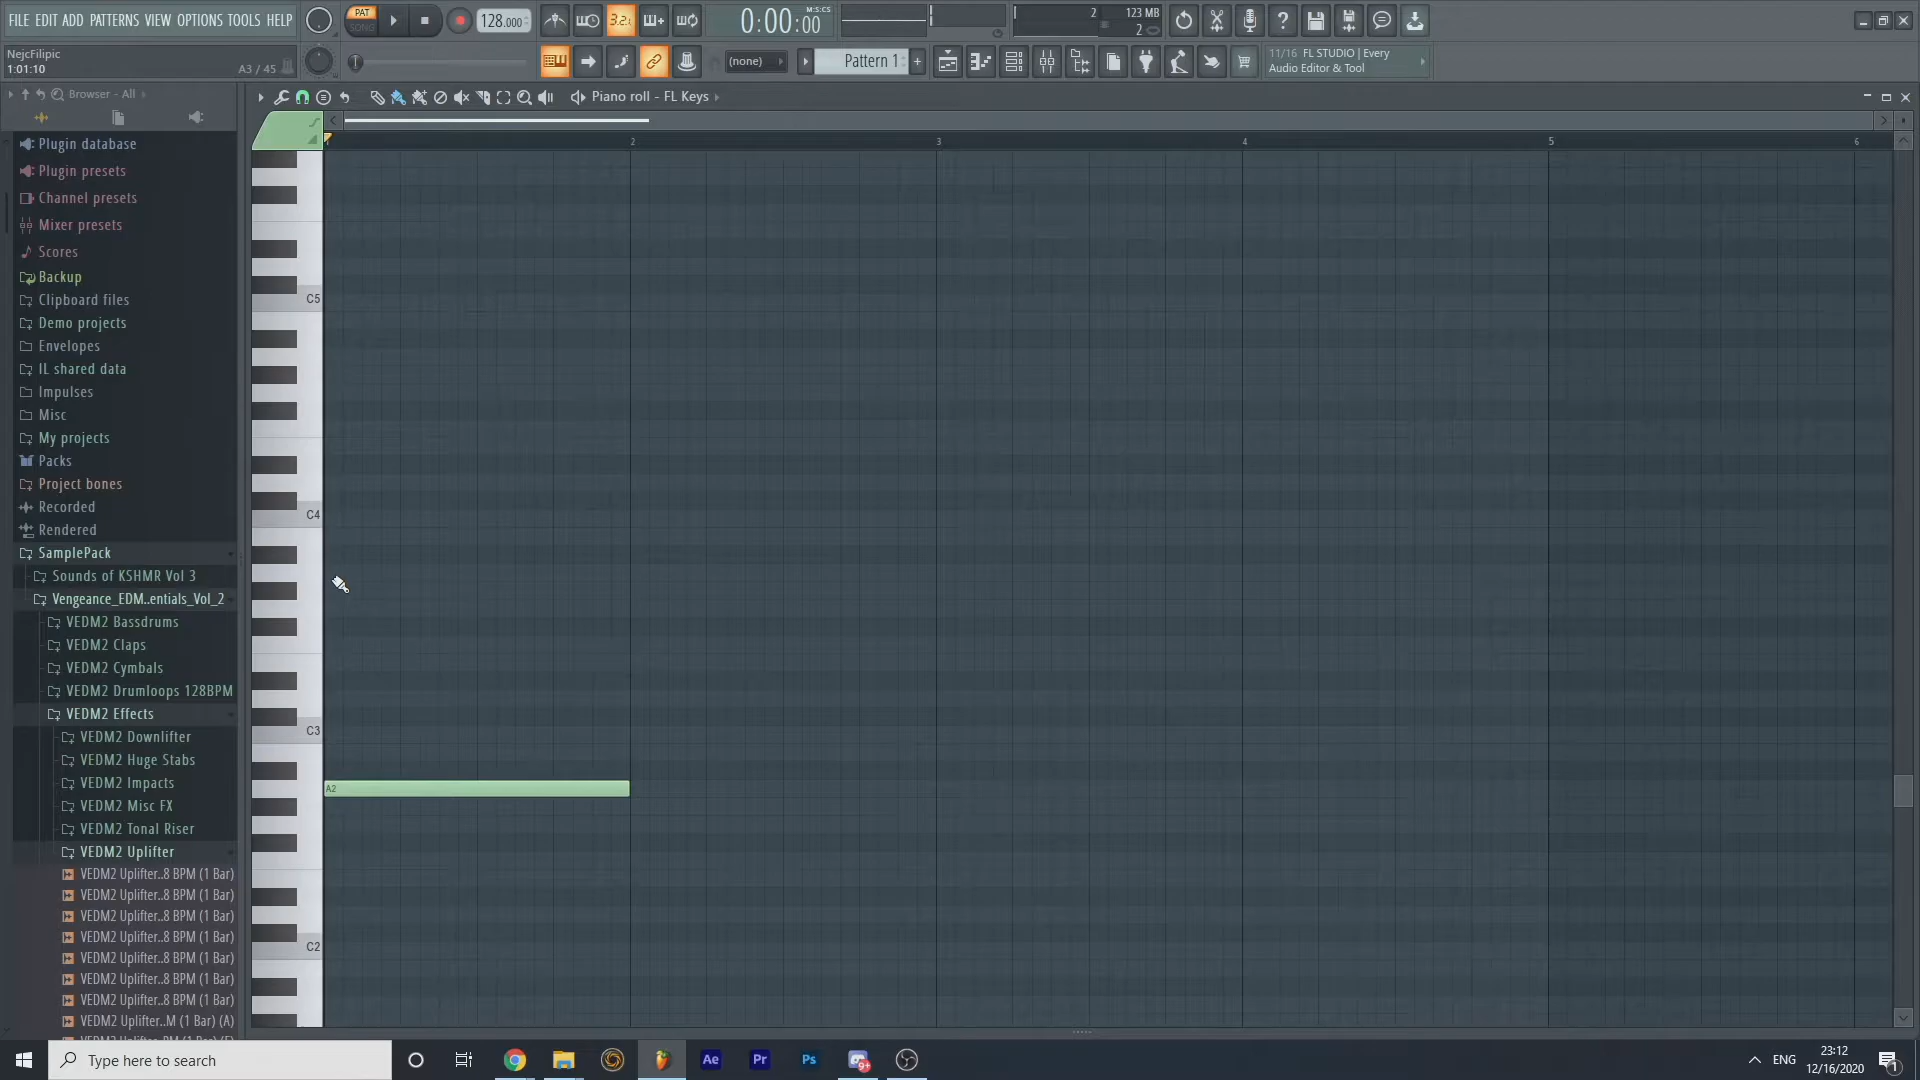 FILE EDIT ADD PATTERNS VIEW OPTIONS TOOLS HELP
PAT
SONG
128.000
3.2.
0:00:00
M:S:CS
2
123 MB
2
NejcFilipic
1:01:10
A3 / 45
(none)
Pattern 1
+
11/16 FL STUDIO | Every
Audio Editor & Tool
Browser - All
Piano roll - FL Keys
2
3
4
5
6
Plugin database
Plugin presets
Channel presets
Mixer presets
Scores
Backup
Clipboard files
Demo projects
Envelopes
IL shared data
Impulses
Misc
My projects
Packs
Project bones
Recorded
Rendered
SamplePack
Sounds of KSHMR Vol 3
Vengeance_EDM..entials_Vol_2
VEDM2 Bassdrums
VEDM2 Claps
VEDM2 Cymbals
VEDM2 Drumloops 128BPM
VEDM2 Effects
VEDM2 Downlifter
VEDM2 Huge Stabs
VEDM2 Impacts
VEDM2 Misc FX
VEDM2 Tonal Riser
VEDM2 Uplifter
VEDM2 Uplifter..8 BPM (1 Bar)
VEDM2 Uplifter..8 BPM (1 Bar)
VEDM2 Uplifter..8 BPM (1 Bar)
VEDM2 Uplifter..8 BPM (1 Bar)
VEDM2 Uplifter..8 BPM (1 Bar)
VEDM2 Uplifter..8 BPM (1 Bar)
VEDM2 Uplifter..8 BPM (1 Bar)
VEDM2 Uplifter..M (1 Bar) (A)
C5
C4
C3
A2
C2
Type here to search
Ae
Pr
Ps
9+
ENG
23:12
12/16/2020
1